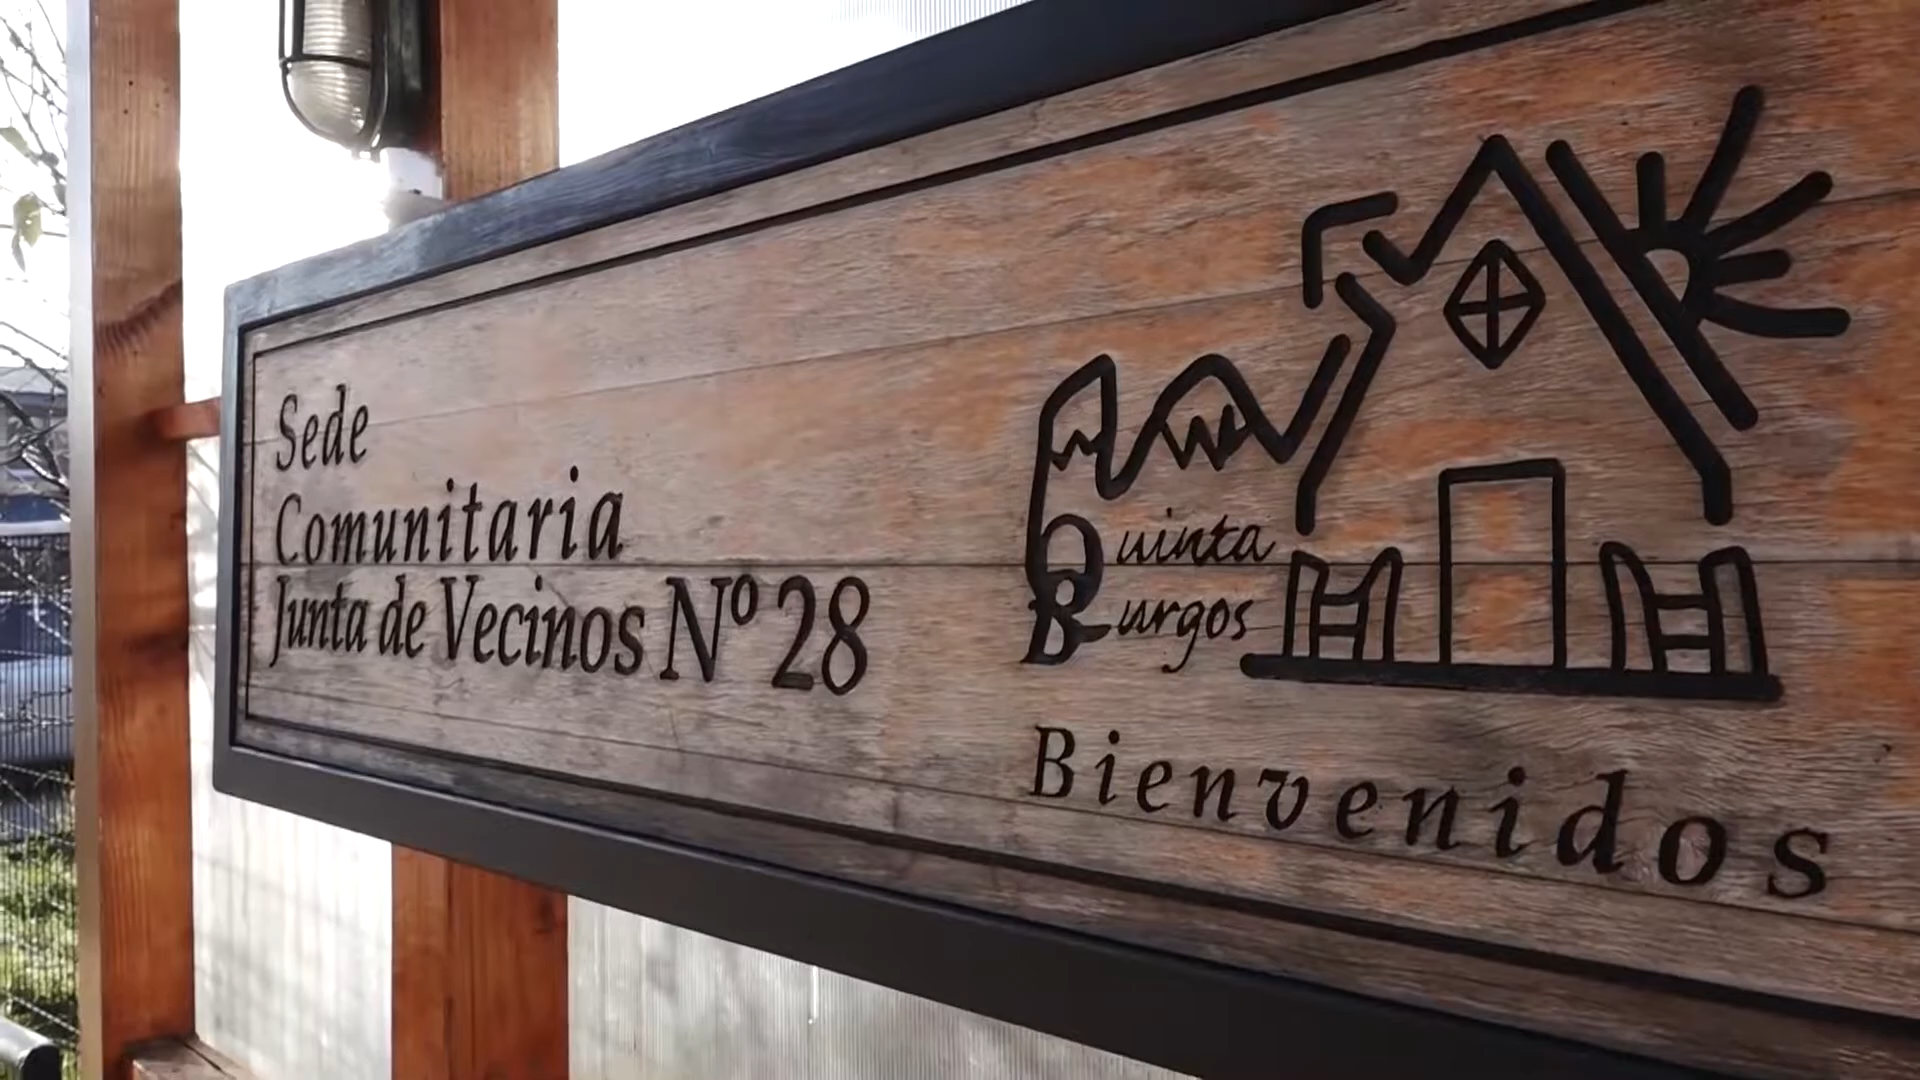 Sede
Comunitaria
Junta de Vecinos Nº 28
Quinta
Burgos
Bienvenidos